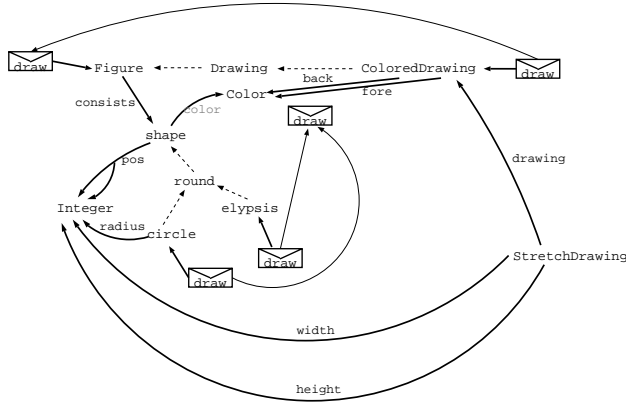 draw
Figure
Drawing
ColoredDrawing
draw
back
fore
consists
Color
color
draw
shape
pos
drawing
round
Integer
elypsis
radius
circle
draw
StretchDrawing
draw
width
height